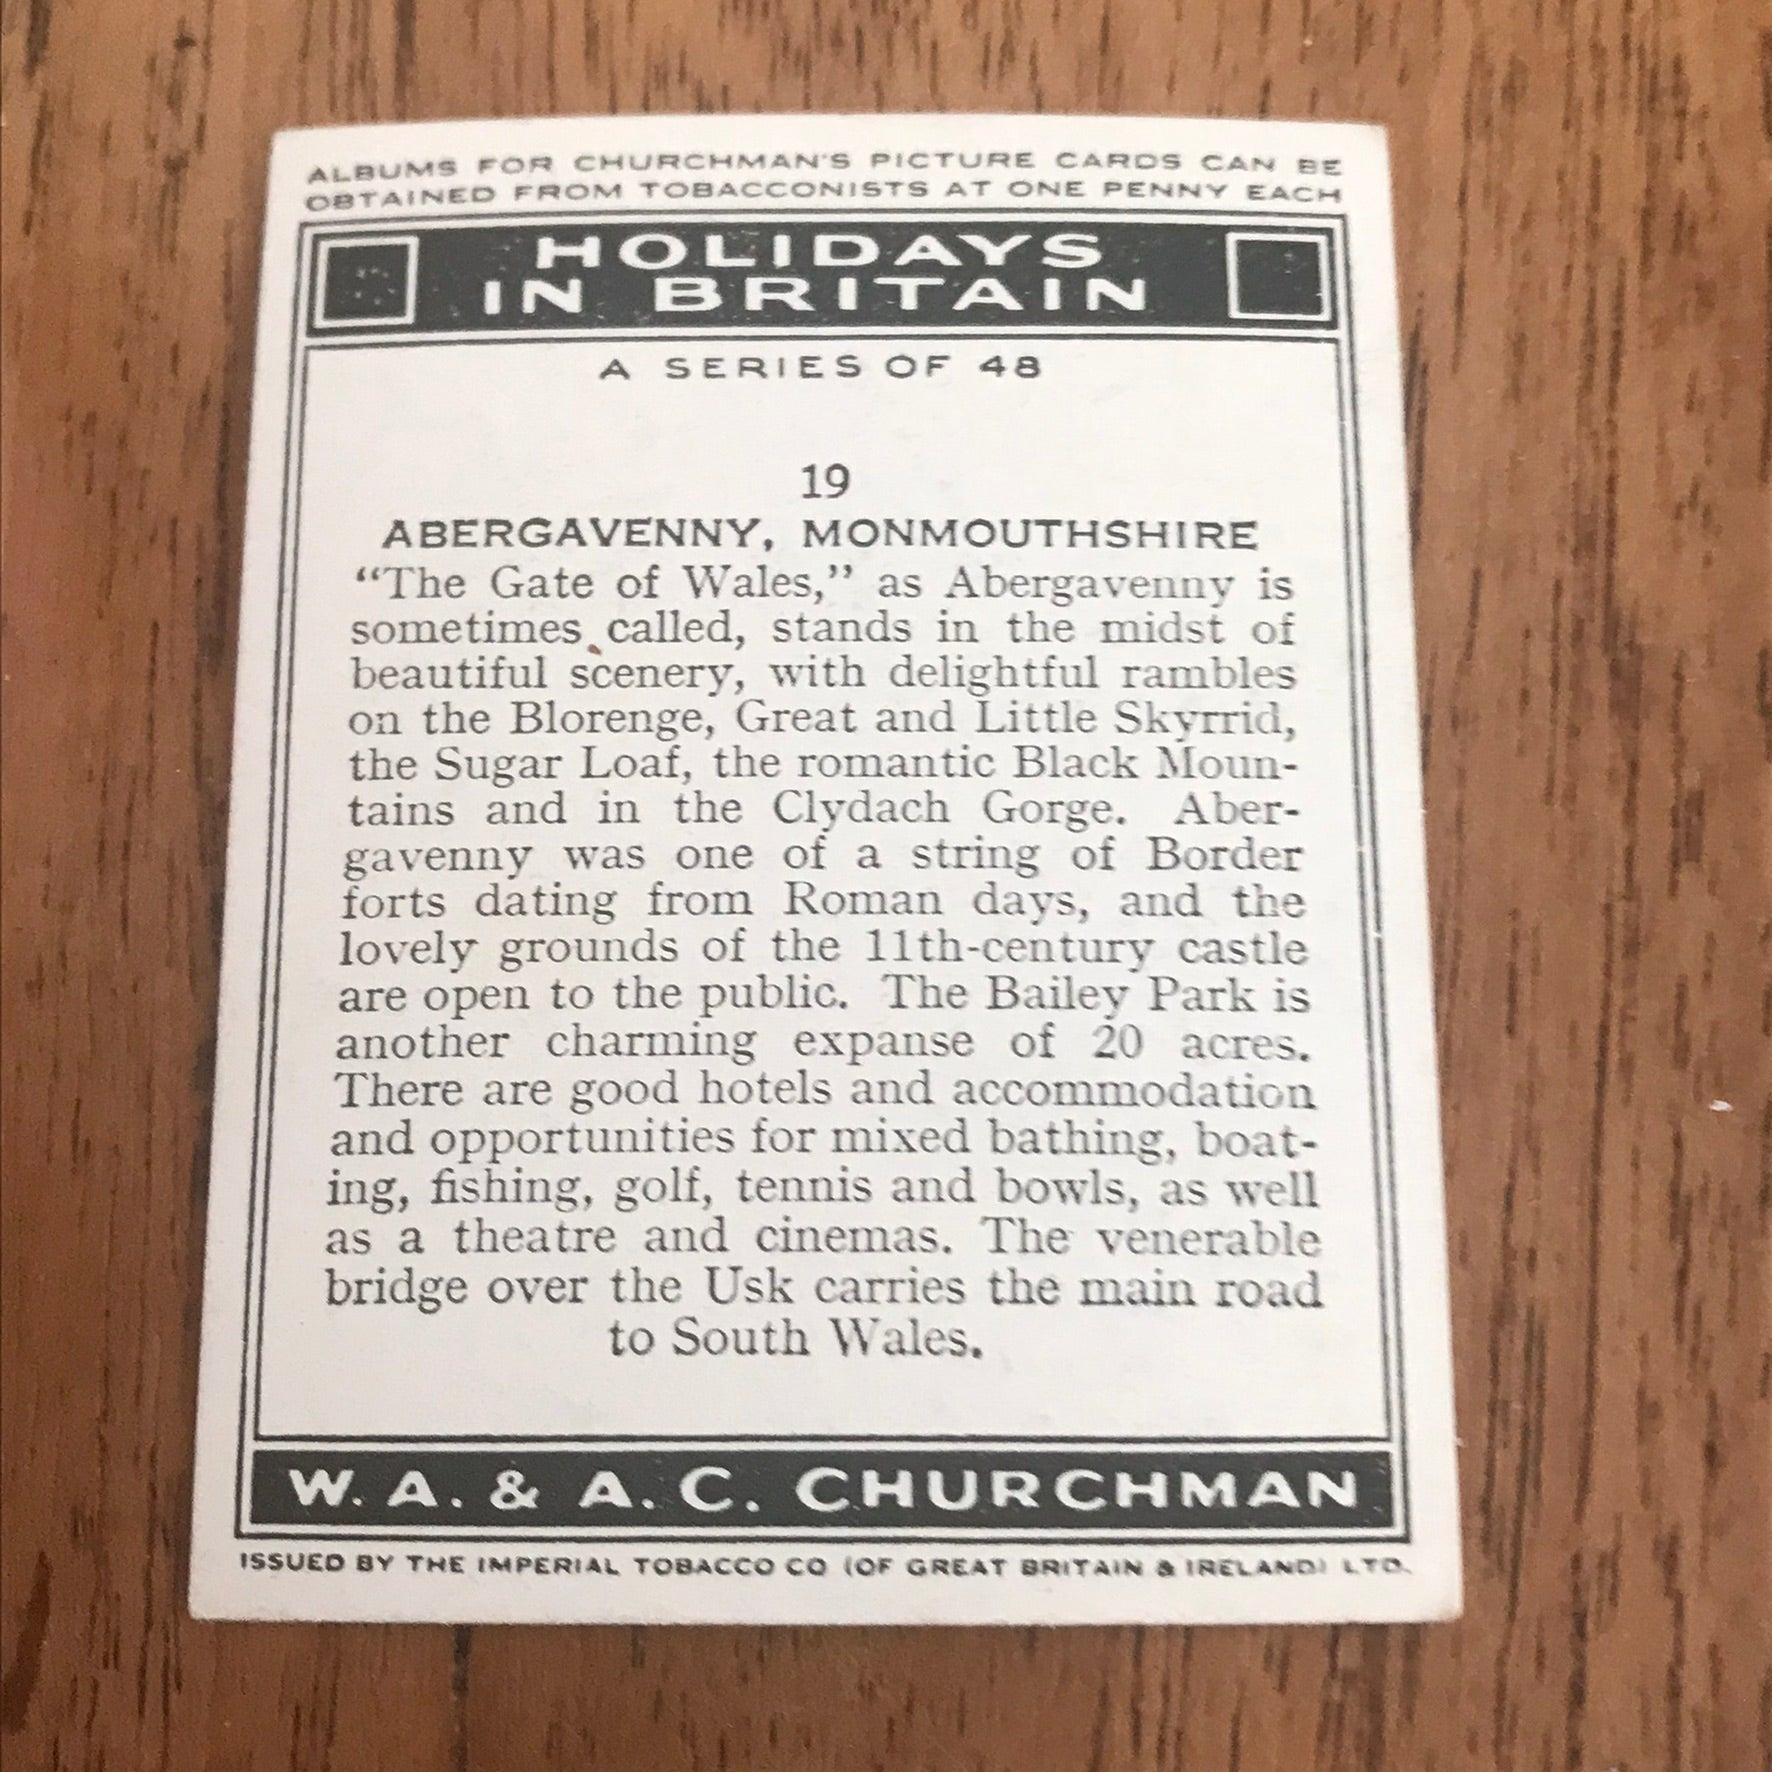 ALBUMS FOR CHURCHMAN'S PICTURE CARDS CAN BE
OBTAINED FROM TOBACCONISTS AT ONE PENNY EACH
HOLIDAYS
IN BRITAIN
A SERIES OF 48
19
ABERGAVENNY, MONMOUTHSHIRE
"The Gate of Wales," as Abergavenny is
sometimes called, stands in the midst of
beautiful scenery, with delightful rambles
on the Blorenge, Great and Little Skyrrid,
the Sugar Loaf, the romantic Black Moun-
tains and in the Clydach Gorge. Aber-
gavenny was one of a string of Border
forts dating from Roman days, and the
lovely grounds of the 11th-century castle
are open to the public. The Bailey Park is
another charming expanse of 20 acres.
There are good hotels and accommodation
and opportunities for mixed bathing, boat-
ing, fishing, golf, tennis and bowls, as well
as a theatre and cinemas. The venerable
bridge over the Usk carries the main road
to South Wales.
W. A. & A. C. CHURCHMAN
ISSUED BY THE IMPERIAL TOBACCO CO (OF GREAT BRITAIN & IRELAND) LTD.